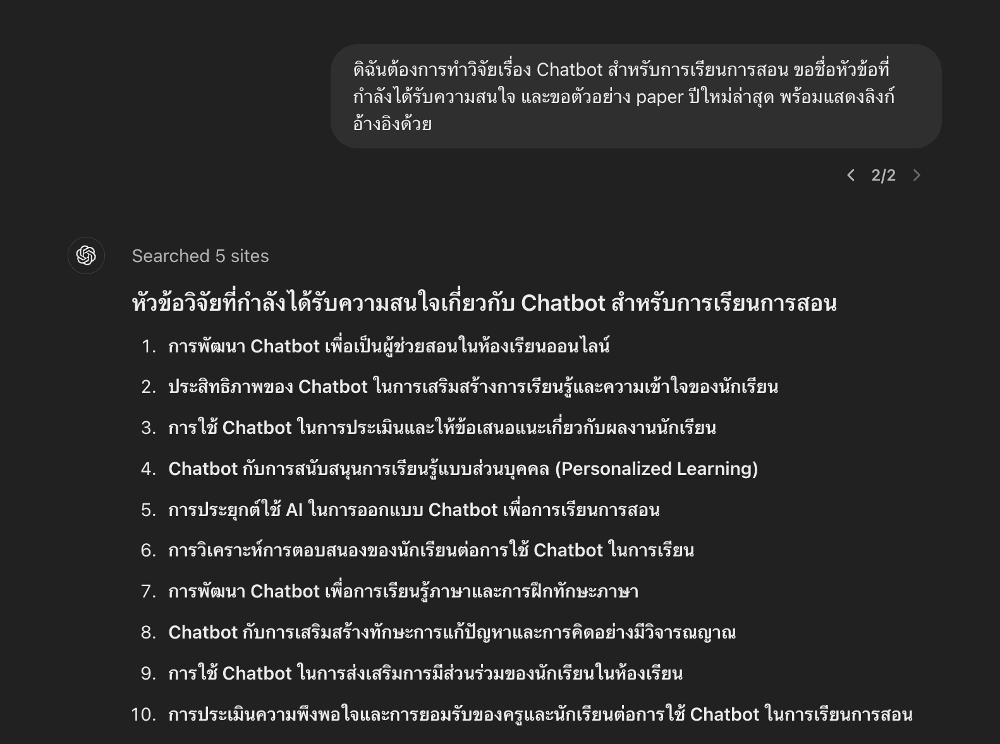 ดิฉันต้องการทำวิจัยเรื่อง Chatbot สำหรับการเรียนการสอน ขอชื่อหัวข้อที่
กำลังได้รับความสนใจ และขอตัวอย่าง paper ปีใหม่ล่าสุด พร้อมแสดงลิงก์
อ้างอิงด้วย
2/2
Searched 5 sites
หัวข้อวิจัยที่กำลังได้รับความสนใจเกี่ยวกับ Chatbot สำหรับการเรียนการสอน
1. การพัฒนา Chatbot เพื่อเป็นผู้ช่วยสอนในห้องเรียนออนไลน์
2. ประสิทธิภาพของ Chatbot ในการเสริมสร้างการเรียนรู้และความเข้าใจของนักเรียน
3. การใช้ Chatbot ในการประเมินและให้ข้อเสนอแนะเกี่ยวกับผลงานนักเรียน
4. Chatbot กับการสนับสนุนการเรียนรู้แบบส่วนบุคคล (Personalized Learning)
5. การประยุกต์ใช้ AI ในการออกแบบ Chatbot เพื่อการเรียนการสอน
6. การวิเคราะห์การตอบสนองของนักเรียนต่อการใช้ Chatbot ในการเรียน
7. การพัฒนา Chatbot เพื่อการเรียนรู้ภาษาและการฝึกทักษะภาษา
8. Chatbot กับการเสริมสร้างทักษะการแก้ปัญหาและการคิดอย่างมีวิจารณญาณ
9. การใช้ Chatbot ในการส่งเสริมการมีส่วนร่วมของนักเรียนในห้องเรียน
10. การประเมินความพึงพอใจและการยอมรับของครูและนักเรียนต่อการใช้ Chatbot ในการเรียนการสอน